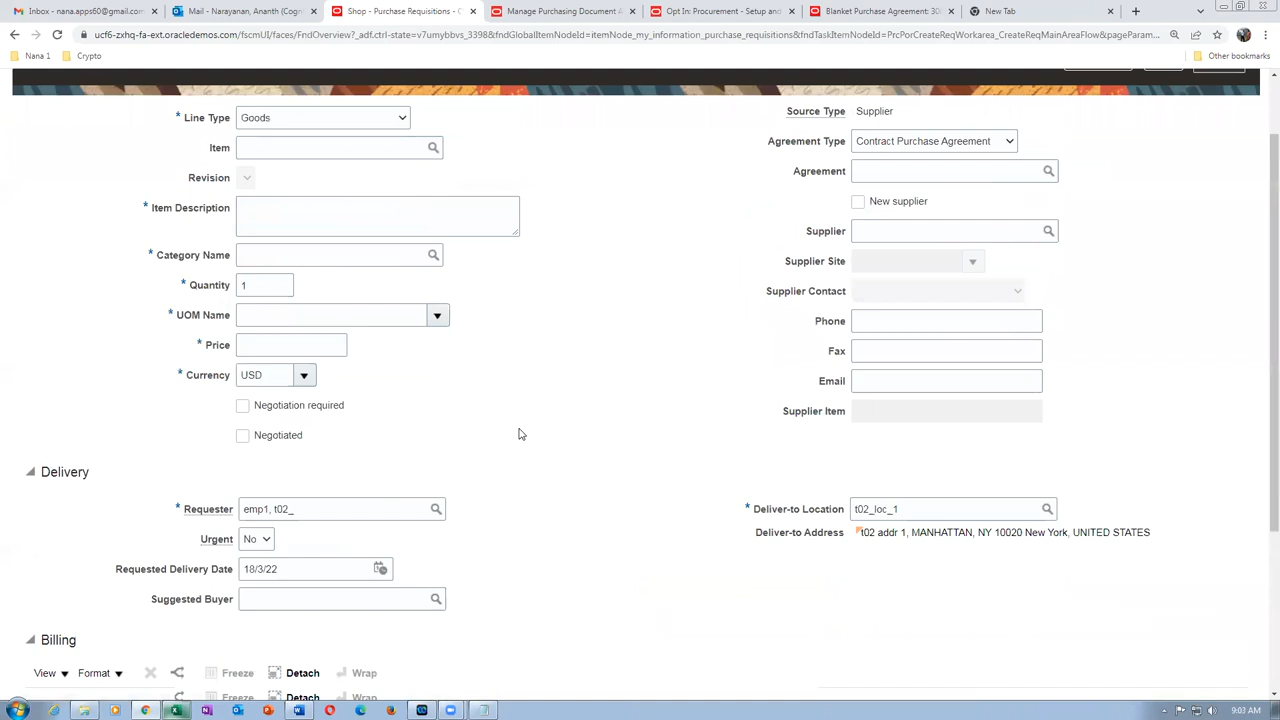 Inbox - nana.apps60@gmail.com
Mail - Narayanan, Ananth (Cogn
Shop - Purchase Requisitions - C
Manage Purchasing Document A
Opt In: Procurement - Setup and
Blanket Purchase Agreement: 300
New Tab
ucf6-zxhq-fa-ext.oracledemos.com/fscmUI/faces/FndOverview?_adf.ctrl-state=v7umybbvs_3398&fndGlobalItemNodeId=itemNode_my_information_purchase_requisitions&fndTaskItemNodeId=PrcPorCreateReqWorkarea_CreateReqMainAreaFlow&pageParam...
Nana 1 Crypto Other bookmarks
* Line Type Goods
Item
Revision
* Item Description
* Category Name
* Quantity 1
* UOM Name
* Price
* Currency USD
Negotiation required
Negotiated
Source Type Supplier
Agreement Type Contract Purchase Agreement
Agreement
New supplier
Supplier
Supplier Site
Supplier Contact
Phone
Fax
Email
Supplier Item
Delivery
* Requester emp1, t02_
Urgent No
Requested Delivery Date 18/3/22
Suggested Buyer
* Deliver-to Location t02_loc_1
Deliver-to Address t02 addr 1, MANHATTAN, NY 10020 New York, UNITED STATES
Billing
View Format Freeze Detach Wrap
Freeze Detach Wrap
9:03 AM